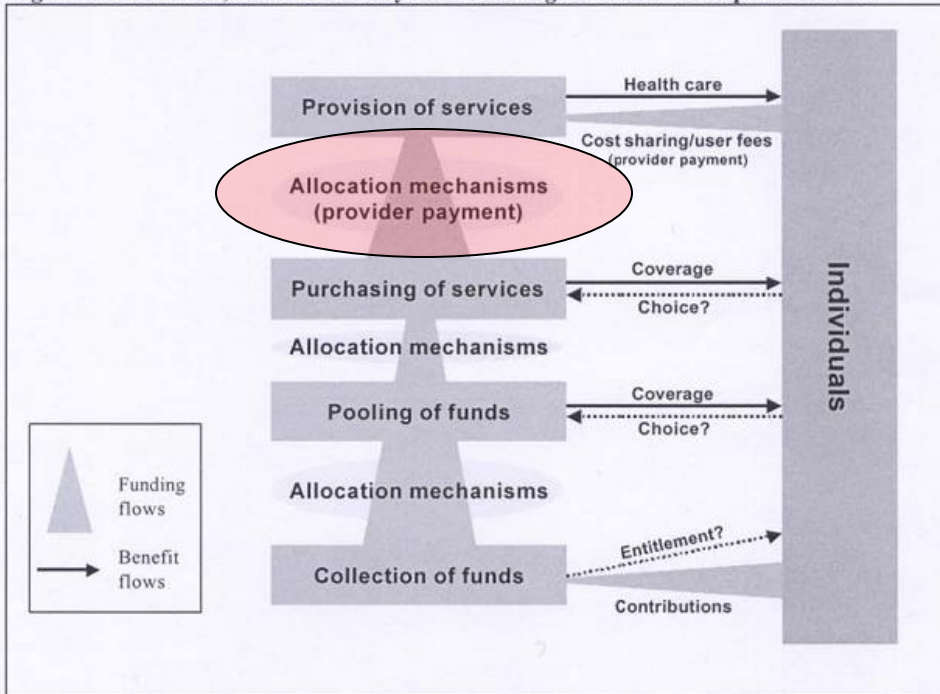 Provision of services
Health care
Cost sharing/user fees
(provider payment)
Allocation mechanisms
(provider payment)
Purchasing of services
Coverage
Choice?
Allocation mechanisms
Pooling of funds
Coverage
Choice?
Individuals
Allocation mechanisms
Collection of funds
Entitlement?
Contributions
Funding
flows
Benefit
flows